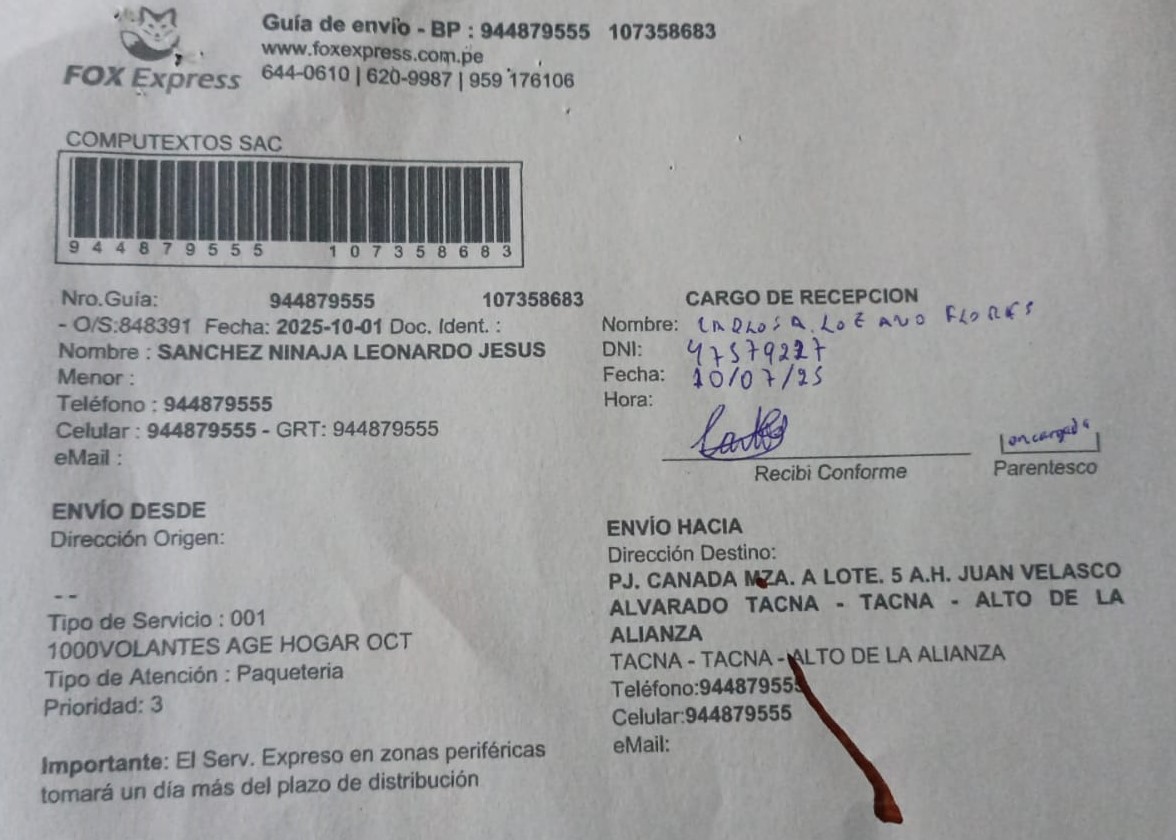 FOX Express
Guía de envío - BP : 944879555 107358683
www.foxexpress.com.pe
644-0610 | 620-9987 | 959 176106
COMPUTEXTOS SAC
944879555 107358683
Nro.Guía: 944879555 107358683
- O/S:848391 Fecha: 2025-10-01 Doc. Ident. :
Nombre : SANCHEZ NINAJA LEONARDO JESUS
Menor :
Teléfono : 944879555
Celular : 944879555 - GRT: 944879555
eMail :
CARGO DE RECEPCION
Nombre: CARLOS A. LOZANO FLORES
DNI: 47579227
Fecha: 10/07/25
Hora:
encargada
Recibi Conforme Parentesco
ENVÍO DESDE
Dirección Origen:
- -
Tipo de Servicio : 001
1000VOLANTES AGE HOGAR OCT
Tipo de Atención : Paqueteria
Prioridad: 3
Importante: El Serv. Expreso en zonas periféricas
tomará un día más del plazo de distribución
ENVÍO HACIA
Dirección Destino:
PJ. CANADA MZA. A LOTE. 5 A.H. JUAN VELASCO
ALVARADO TACNA - TACNA - ALTO DE LA
ALIANZA
TACNA - TACNA - ALTO DE LA ALIANZA
Teléfono:944879555
Celular:944879555
eMail: